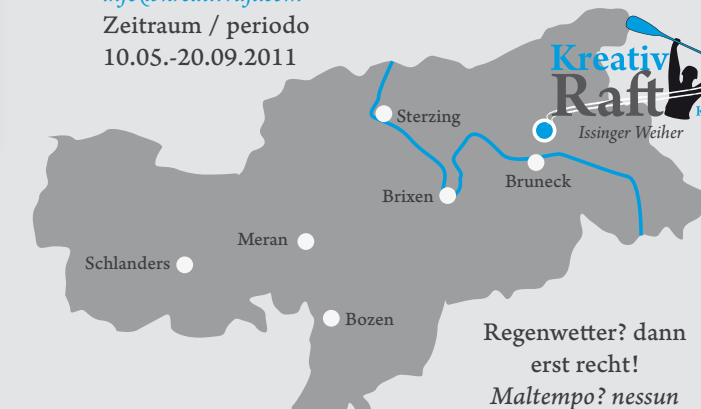 Zeitraum / periodo
10.05.-20.09.2011
Kreativ
Raft
Issinger Weiher
Sterzing
Bruneck
Brixen
Meran
Schlanders
Bozen
Regenwetter? dann
erst recht!
Maltempo? nessun